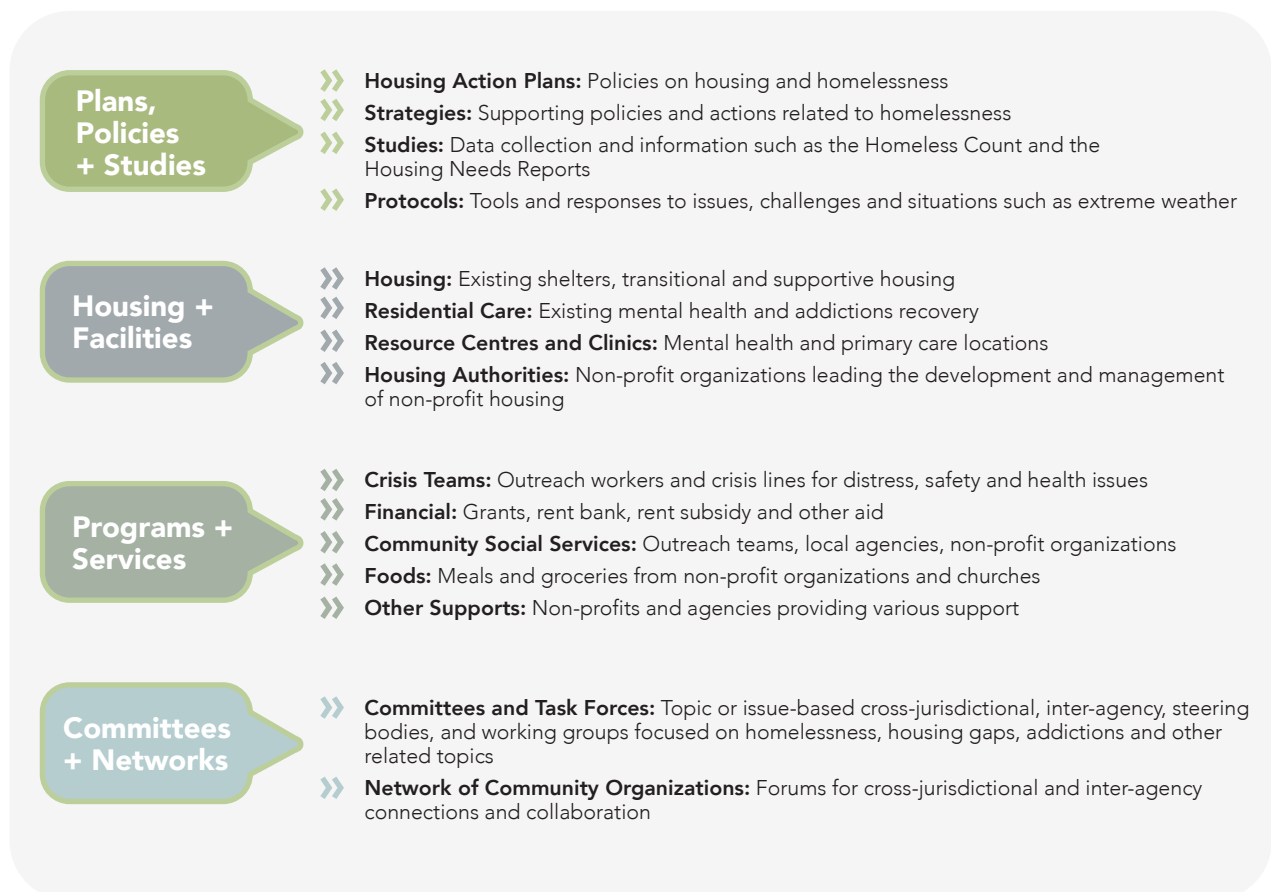 Plans,
Policies
+ Studies
Housing Action Plans: Policies on housing and homelessness
Strategies: Supporting policies and actions related to homelessness
Studies: Data collection and information such as the Homeless Count and the
Housing Needs Reports
Protocols: Tools and responses to issues, challenges and situations such as extreme weather
Housing +
Facilities
Housing: Existing shelters, transitional and supportive housing
Residential Care: Existing mental health and addictions recovery
Resource Centres and Clinics: Mental health and primary care locations
Housing Authorities: Non-profit organizations leading the development and management
of non-profit housing
Programs +
Services
Crisis Teams: Outreach workers and crisis lines for distress, safety and health issues
Financial: Grants, rent bank, rent subsidy and other aid
Community Social Services: Outreach teams, local agencies, non-profit organizations
Foods: Meals and groceries from non-profit organizations and churches
Other Supports: Non-profits and agencies providing various support
Committees
+ Networks
Committees and Task Forces: Topic or issue-based cross-jurisdictional, inter-agency, steering
bodies, and working groups focused on homelessness, housing gaps, addictions and other
related topics
Network of Community Organizations: Forums for cross-jurisdictional and inter-agency
connections and collaboration